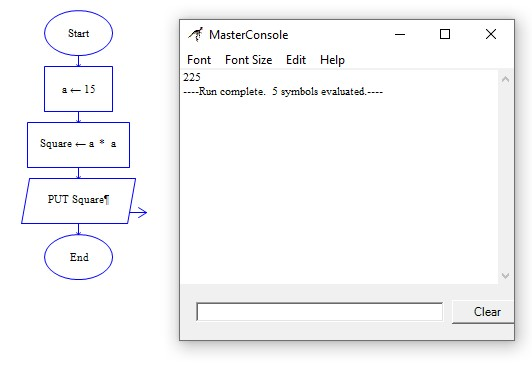 Start
a ← 15
Square ← a * a
PUT Square¶
End
MasterConsole
Font Font Size Edit Help
225
----Run complete. 5 symbols evaluated.----
Clear